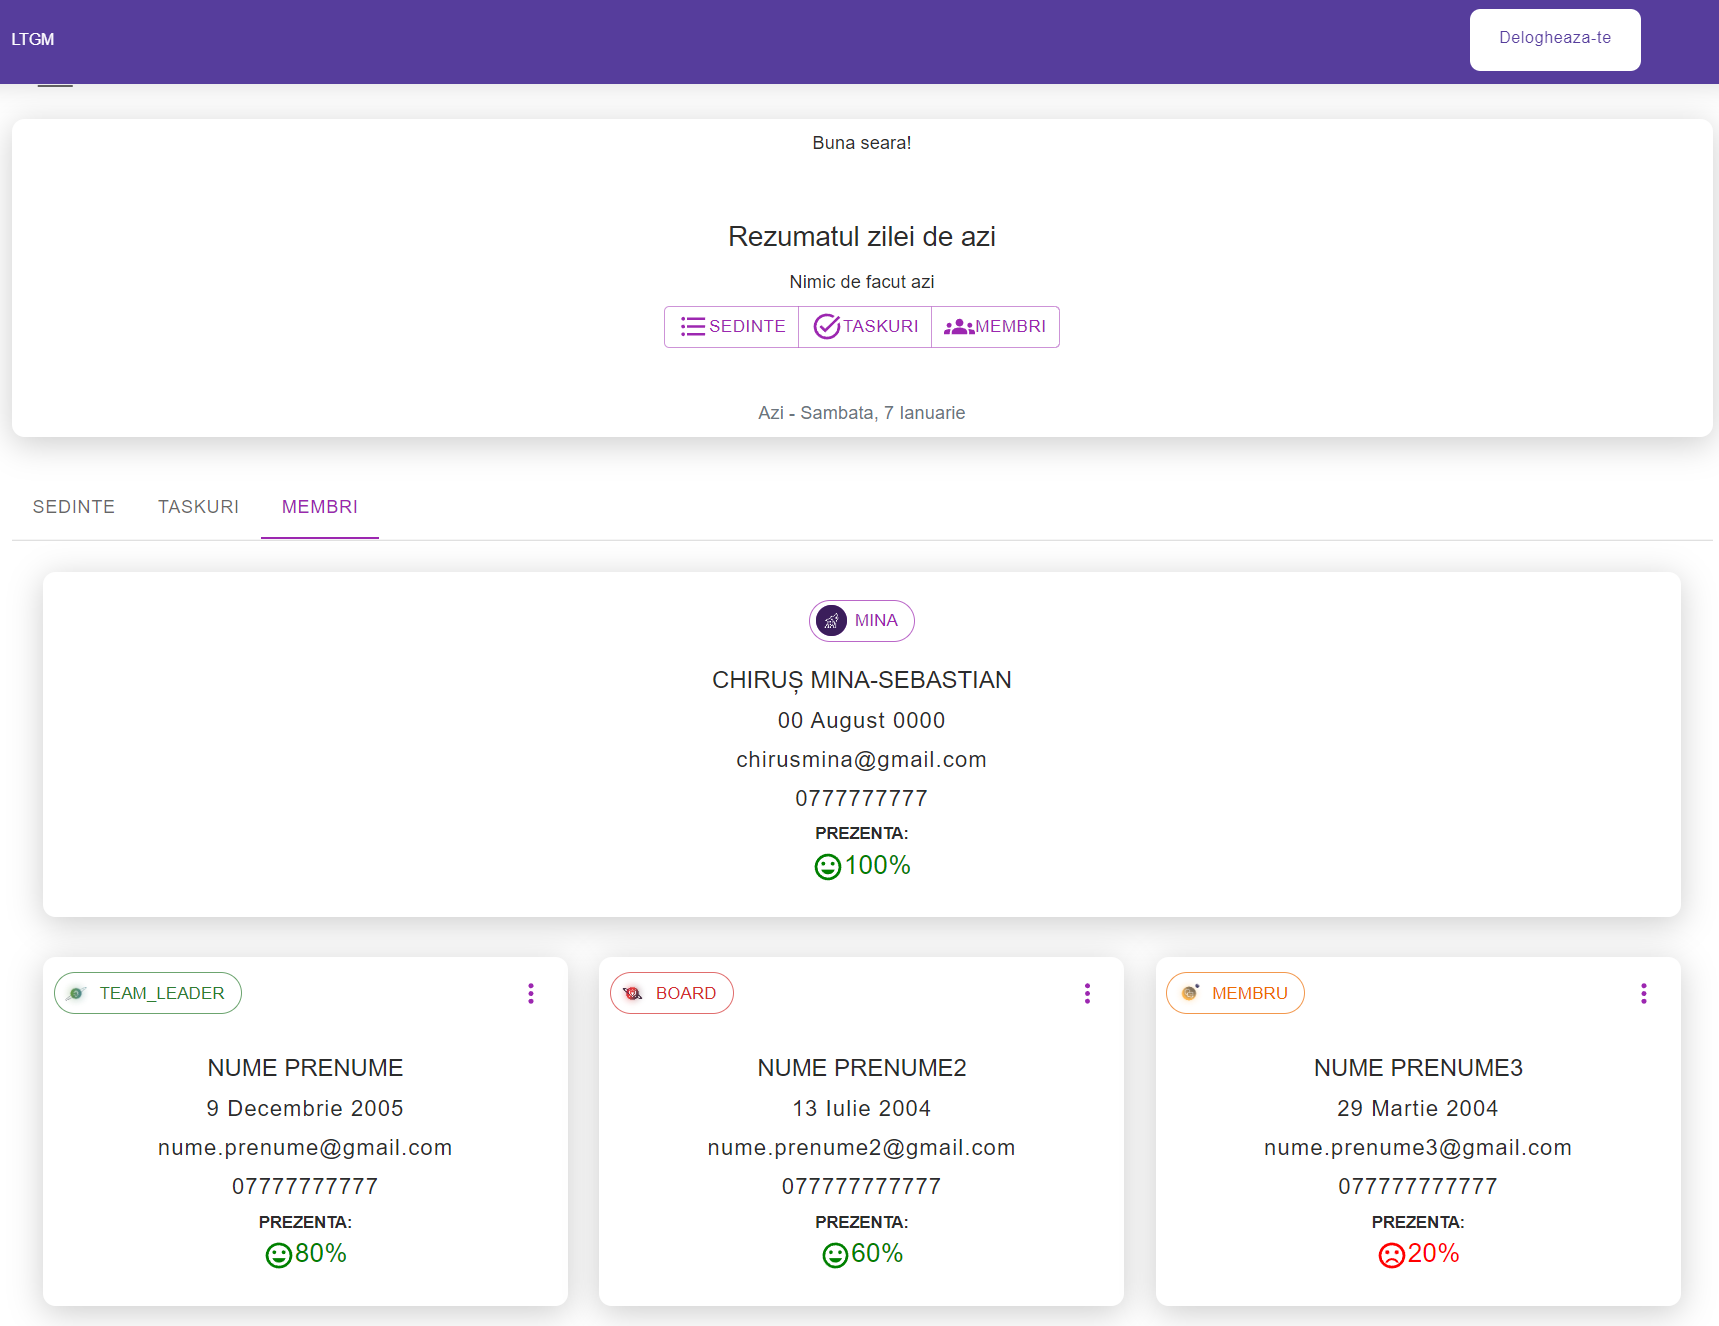 LTGM
Delogheaza-te
Buna seara!
Rezumatul zilei de azi
Nimic de facut azi
SEDINTE TASKURI MEMBRI
Azi - Sambata, 7 Ianuarie
SEDINTE TASKURI MEMBRI
MINA
CHIRUȘ MINA-SEBASTIAN
00 August 0000
chirusmina@gmail.com
0777777777
PREZENTA:
100%
TEAM_LEADER
NUME PRENUME
9 Decembrie 2005
nume.prenume@gmail.com
07777777777
PREZENTA:
80%
BOARD
NUME PRENUME2
13 Iulie 2004
nume.prenume2@gmail.com
077777777777
PREZENTA:
60%
MEMBRU
NUME PRENUME3
29 Martie 2004
nume.prenume3@gmail.com
077777777777
PREZENTA:
20%